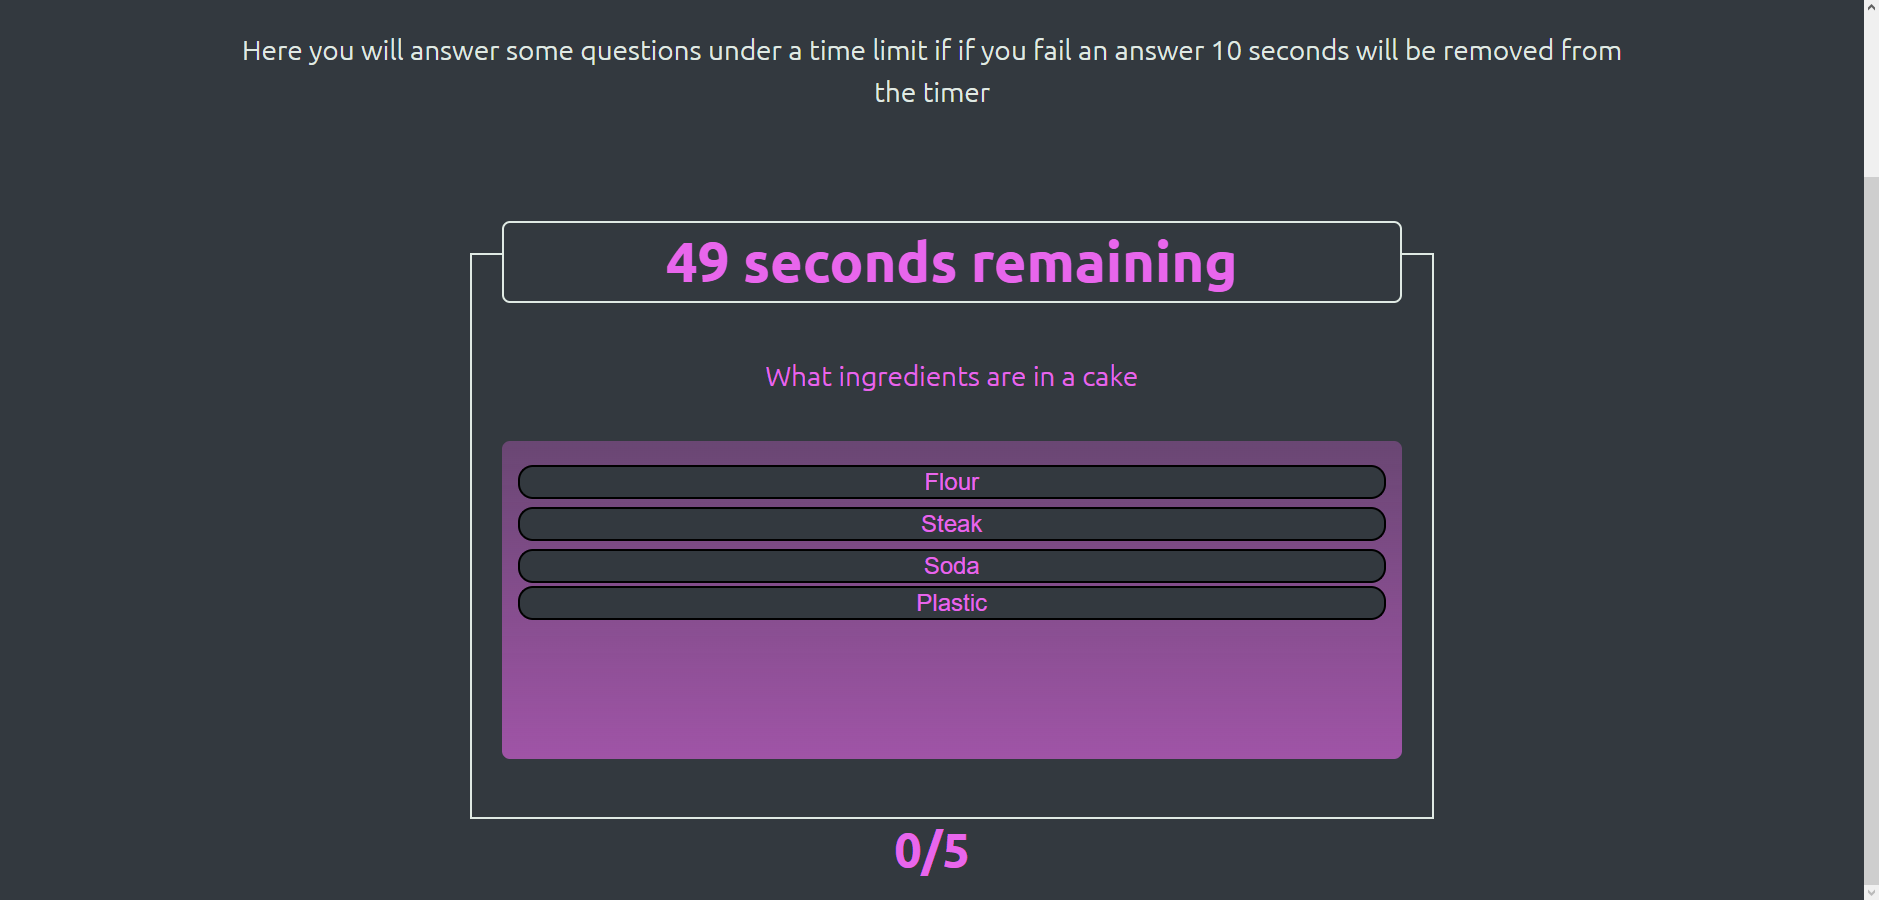 Here you will answer some questions under a time limit if if you fail an answer 10 seconds will be removed from
the timer
49 seconds remaining
What ingredients are in a cake
Flour
Steak
Soda
Plastic
0/5